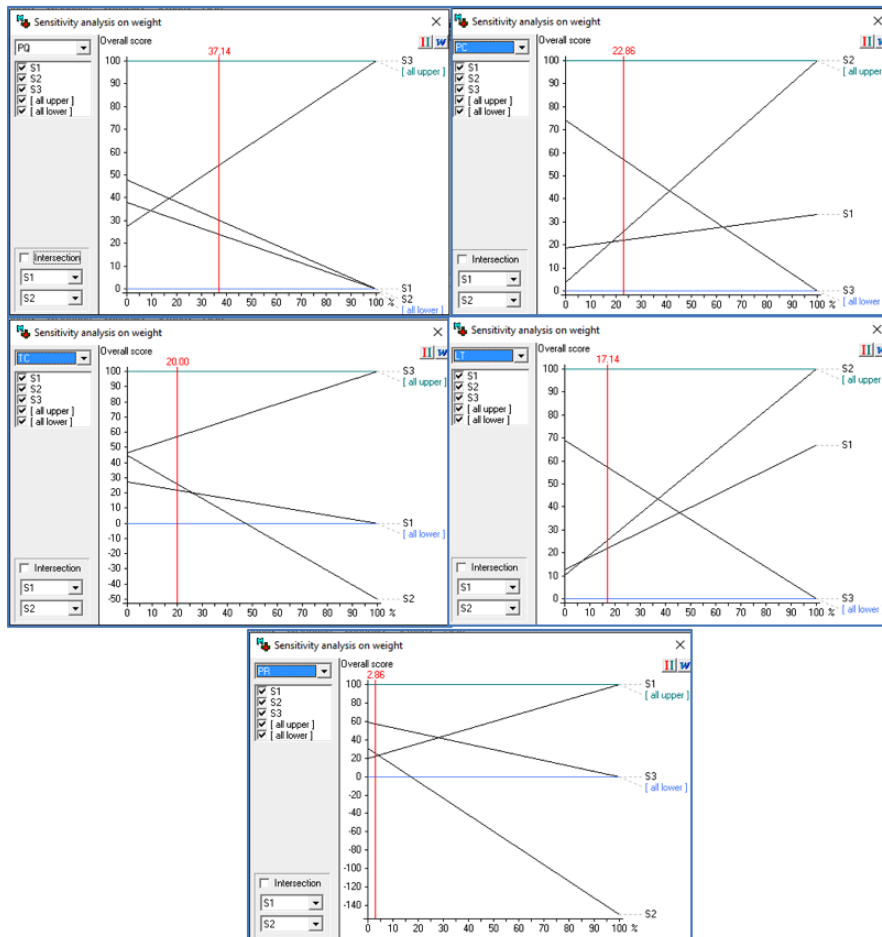 Sensitivity analysis on weight
PQ
S1
S2
S3
[ all upper ]
[ all lower ]
Intersection
S1
S2
Overall score
37.14
100
90
80
70
60
50
40
30
20
10
0
0 10 20 30 40 50 60 70 80 90 100 %
S3
[ all upper ]
S1
S2
[ all lower ]
Sensitivity analysis on weight
PC
S1
S2
S3
[ all upper ]
[ all lower ]
Intersection
S1
S2
Overall score
22.86
100
90
80
70
60
50
40
30
20
10
0
0 10 20 30 40 50 60 70 80 90 100 %
S2
[ all upper ]
S1
S3
[ all lower ]
Sensitivity analysis on weight
TC
S1
S2
S3
[ all upper ]
[ all lower ]
Intersection
S1
S2
Overall score
20.00
100
90
80
70
60
50
40
30
20
10
0
-10
-20
-30
-40
-50
0 10 20 30 40 50 60 70 80 90 100 %
S3
[ all upper ]
S1
[ all lower ]
S2
Sensitivity analysis on weight
LT
S1
S2
S3
[ all upper ]
[ all lower ]
Intersection
S1
S2
Overall score
17.14
100
90
80
70
60
50
40
30
20
10
0
0 10 20 30 40 50 60 70 80 90 100 %
S2
[ all upper ]
S1
S3
[ all lower ]
Sensitivity analysis on weight
PR
S1
S2
S3
[ all upper ]
[ all lower ]
Intersection
S1
S2
Overall score
2.86
100
80
60
40
20
0
-20
-40
-60
-80
-100
-120
-140
0 10 20 30 40 50 60 70 80 90 100 %
S1
[ all upper ]
S3
[ all lower ]
S2